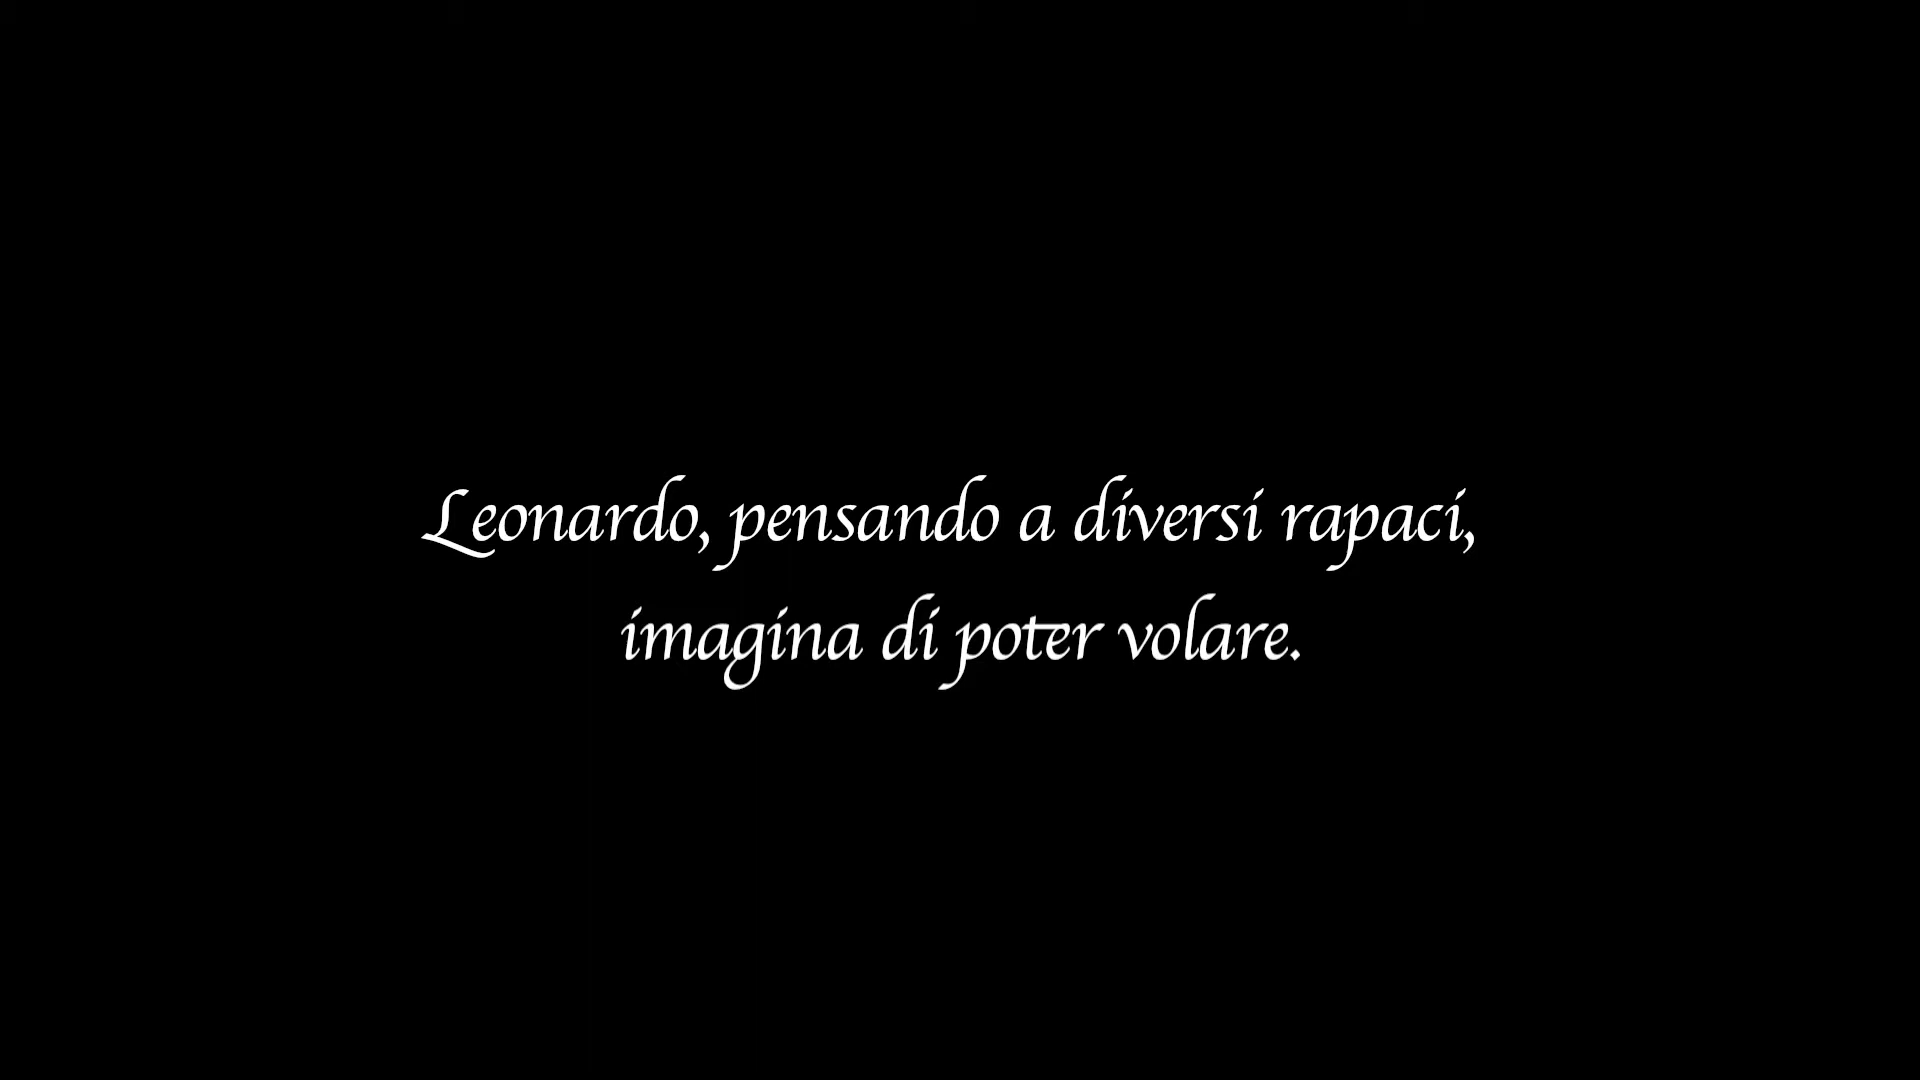 Leonardo, pensando a diversi rapaci,
imagina di poter volare.